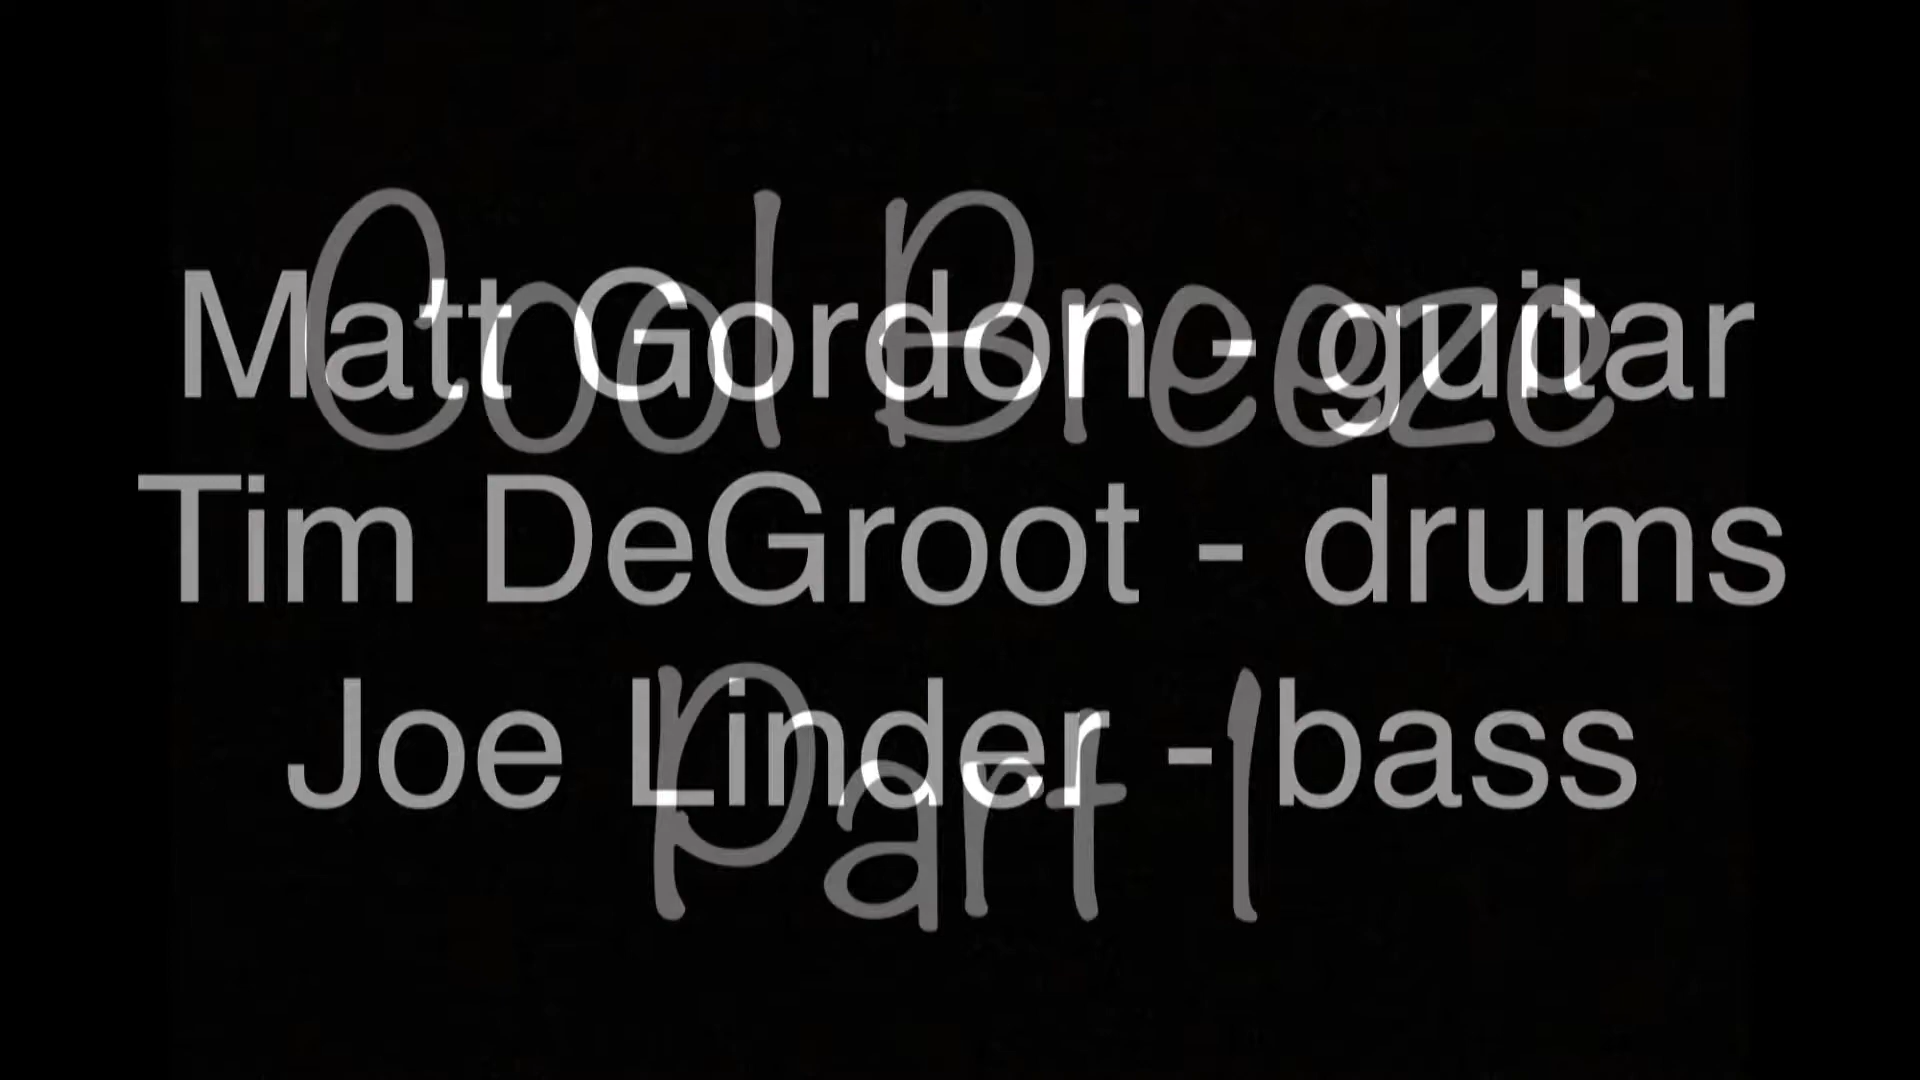 Cool Breeze
Matt Gordon - guitar
Tim DeGroot - drums
Joe Linder - bass
Part 1